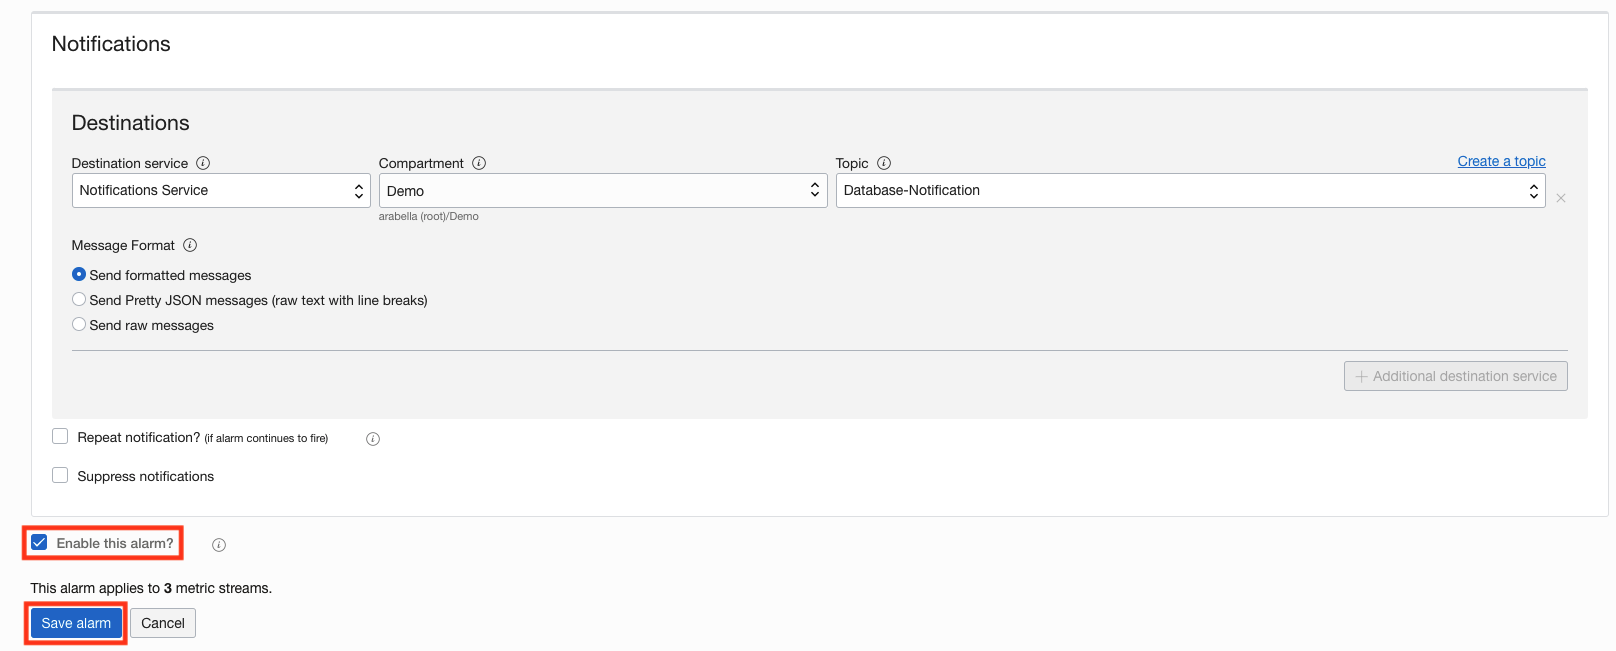 Notifications
Destinations
Destination service
Compartment
Topic
Create a topic
Notifications Service
Demo
Database-Notification
arabella (root)/Demo
Message Format
Send formatted messages
Send Pretty JSON messages (raw text with line breaks)
Send raw messages
+ Additional destination service
Repeat notification? (if alarm continues to fire)
Suppress notifications
Enable this alarm?
This alarm applies to 3 metric streams.
Save alarm
Cancel